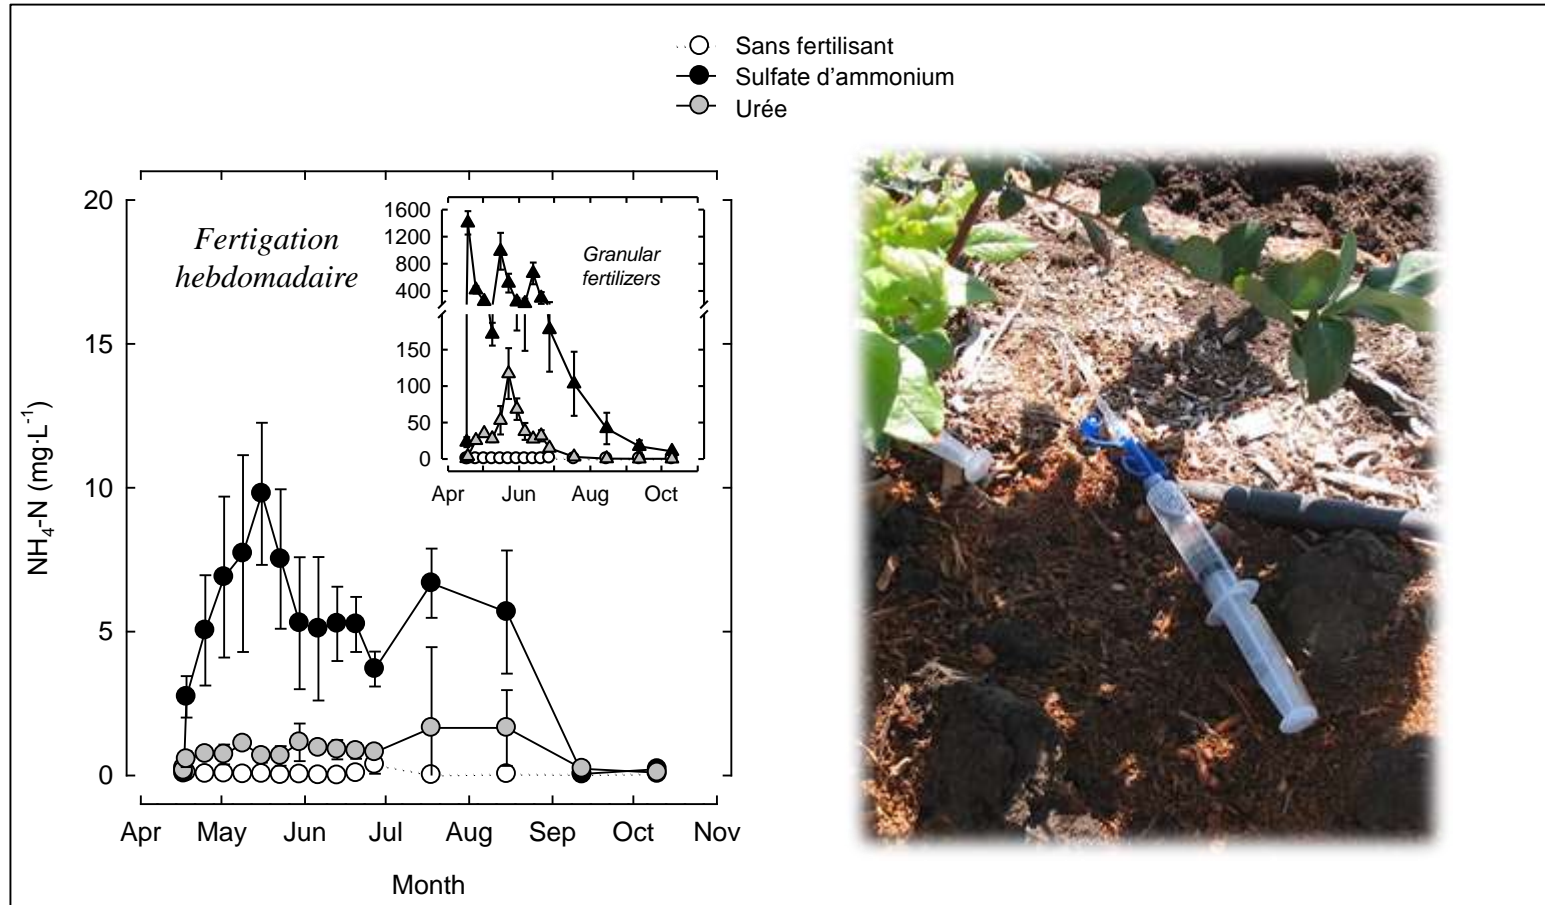 Sans fertilisant
Sulfate d'ammonium
Urée
20
15
10
5
0
NH4-N (mg·L-1)
Fertigation
hebdomadaire
1600
1200
800
400
150
100
50
0
Granular
fertilizers
Apr Jun Aug Oct
Apr May Jun Jul Aug Sep Oct Nov
Month